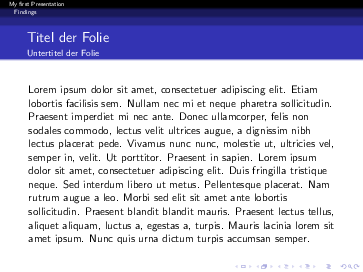 My first Presentation
Findings
Titel der Folie
Untertitel der Folie
Lorem ipsum dolor sit amet, consectetuer adipiscing elit. Etiam
lobortis facilisis sem. Nullam nec mi et neque pharetra sollicitudin.
Praesent imperdiet mi nec ante. Donec ullamcorper, felis non
sodales commodo, lectus velit ultrices augue, a dignissim nibh
lectus placerat pede. Vivamus nunc nunc, molestie ut, ultricies vel,
semper in, velit. Ut porttitor. Praesent in sapien. Lorem ipsum
dolor sit amet, consectetuer adipiscing elit. Duis fringilla tristique
neque. Sed interdum libero ut metus. Pellentesque placerat. Nam
rutrum augue a leo. Morbi sed elit sit amet ante lobortis
sollicitudin. Praesent blandit blandit mauris. Praesent lectus tellus,
aliquet aliquam, luctus a, egestas a, turpis. Mauris lacinia lorem sit
amet ipsum. Nunc quis urna dictum turpis accumsan semper.